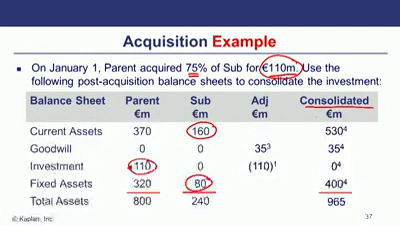 Acquisition Example
On January 1, Parent acquired 75% of Sub for €110m. Use the
following post-acquisition balance sheets to consolidate the investment:
Balance Sheet Parent Sub Adj Consolidated
€m €m €m €m
Current Assets 370 160 530⁴
Goodwill 0 0 35³ 35⁴
Investment 110 0 (110)¹ 0⁴
Fixed Assets 320 80 400⁴
Total Assets 800 240 965
© Kaplan, Inc. 37